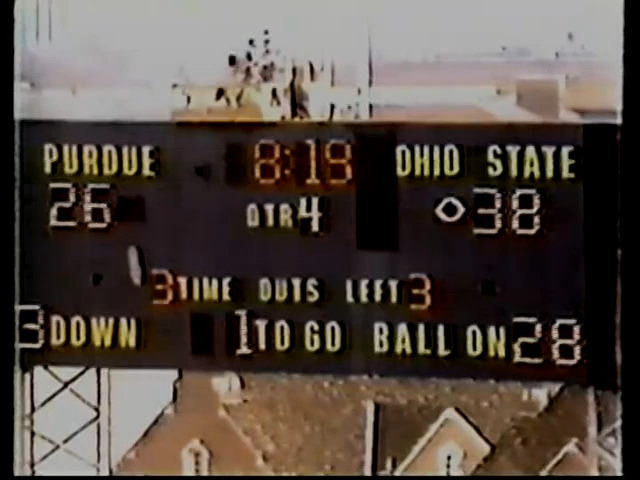 PURDUE 8:19 OHIO STATE
26 QTR 4 38
3 TIME OUTS LEFT 3
3 DOWN 1 TO GO BALL ON 28